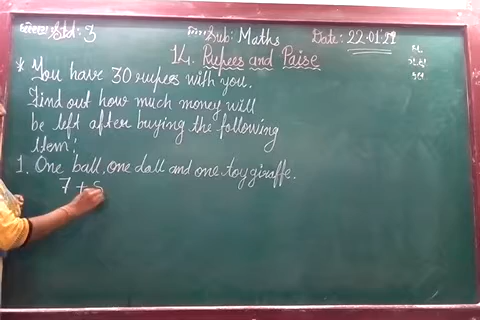 Std: 3 Sub: Maths Date: 22.01.21
14. Rupees and Paise
* You have 30 rupees with you.
Find out how much money will
be left after buying the following
item:
1. One ball, one doll and one toy giraffe.
7 + 5